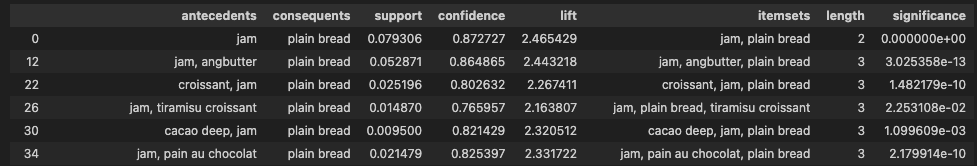 antecedents consequents support confidence lift itemsets length significance
0 jam plain bread 0.079306 0.872727 2.465429 jam, plain bread 2 0.000000e+00
12 jam, angbutter plain bread 0.052871 0.864865 2.443218 jam, angbutter, plain bread 3 3.025358e-13
22 croissant, jam plain bread 0.025196 0.802632 2.267411 croissant, jam, plain bread 3 1.482179e-10
26 jam, tiramisu croissant plain bread 0.014870 0.765957 2.163807 jam, plain bread, tiramisu croissant 3 2.253108e-02
30 cacao deep, jam plain bread 0.009500 0.821429 2.320512 cacao deep, jam, plain bread 3 1.099609e-03
34 jam, pain au chocolat plain bread 0.021479 0.825397 2.331722 jam, pain au chocolat, plain bread 3 2.179914e-10